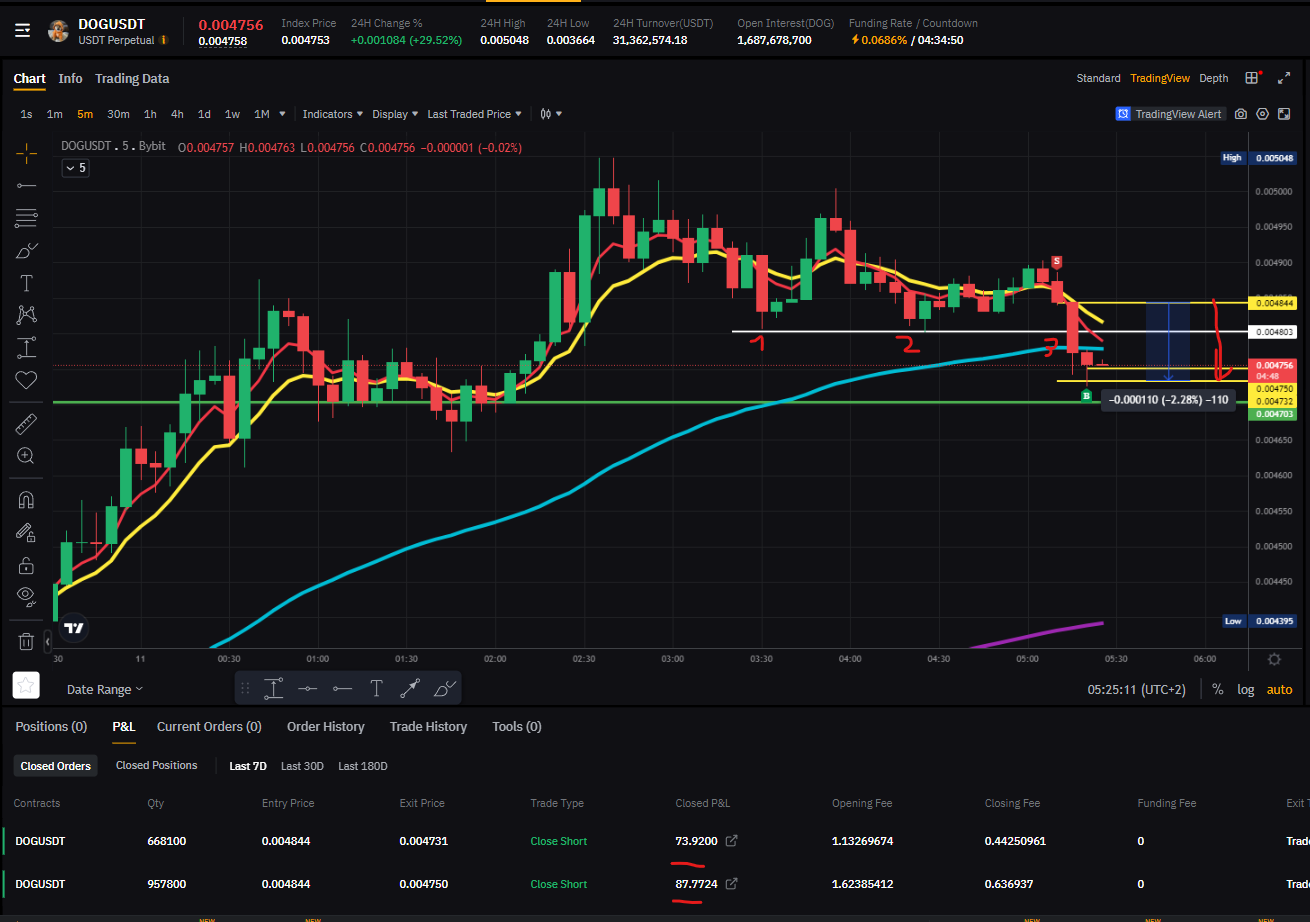 DOGUSDT
USDT Perpetual
0.004756
0.004758
Index Price
0.004753
24H Change %
+0.001084 (+29.52%)
24H High
0.005048
24H Low
0.003664
24H Turnover(USDT)
31,362,574.18
Open Interest(DOG)
1,687,678,700
Funding Rate / Countdown
0.0686% / 04:34:50
Chart Info Trading Data
Standard TradingView Depth
1s 1m 5m 30m 1h 4h 1d 1w 1M Indicators Display Last Traded Price
TradingView Alert
DOGUSDT . 5 . Bybit O0.004757 H0.004763 L0.004756 C0.004756 −0.000001 (−0.02%)
5
High 0.005048
0.005000
0.004950
0.004900
S
0.004844
0.004803
1 2 3
0.004756
04:48
0.004750
0.004732
0.004703
B
−0.000110 (−2.28%) −110
0.004650
0.004600
0.004550
0.004500
0.004450
Low 0.004395
30 11 00:30 01:00 01:30 02:00 02:30 03:00 03:30 04:00 04:30 05:00 05:30 06:00
Date Range
T
05:25:11 (UTC+2) % log auto
Positions (0) P&L Current Orders (0) Order History Trade History Tools (0)
Closed Orders Closed Positions Last 7D Last 30D Last 180D
Contracts Qty Entry Price Exit Price Trade Type Closed P&L Opening Fee Closing Fee Funding Fee Exit T
DOGUSDT 668100 0.004844 0.004731 Close Short 73.9200 1.13269674 0.44250961 0 Trade
DOGUSDT 957800 0.004844 0.004750 Close Short 87.7724 1.62385412 0.636937 0 Trade